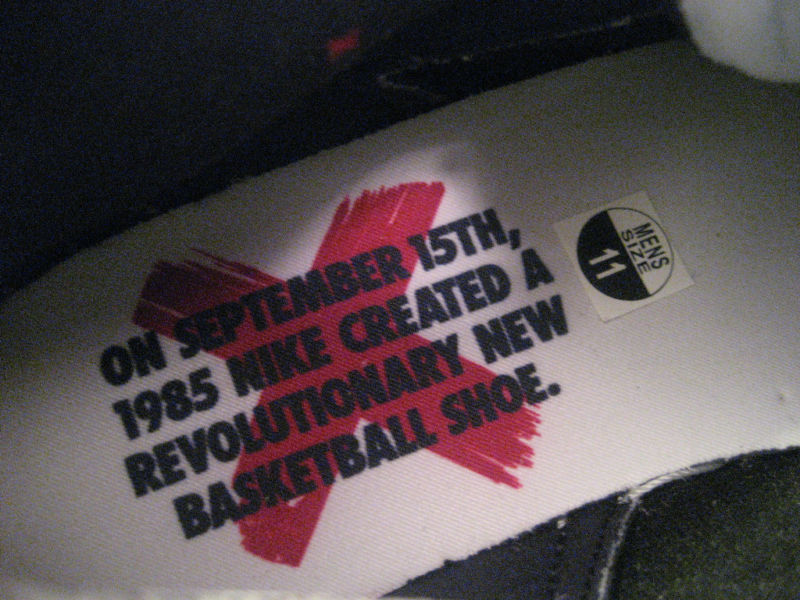 ON SEPTEMBER 15TH,
1985 NIKE CREATED A
REVOLUTIONARY NEW
BASKETBALL SHOE.
MENS
SIZE
11